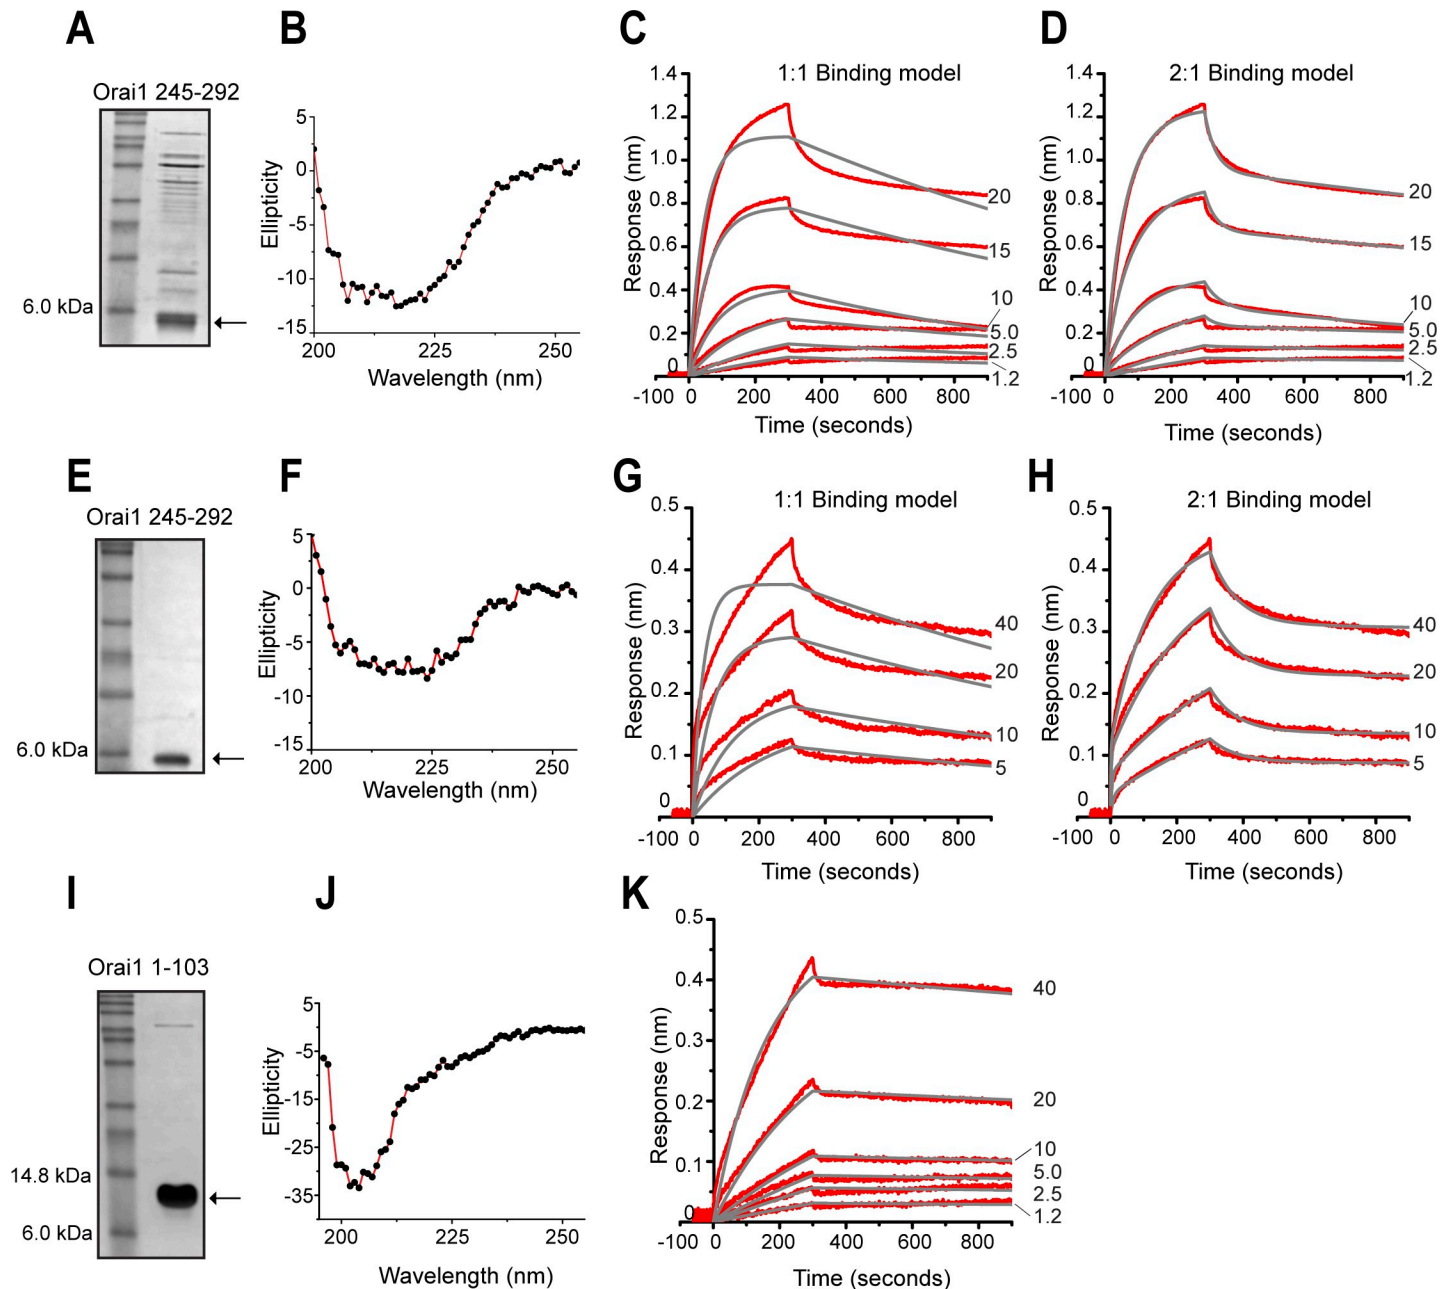 A
Orai1 245-292
6.0 kDa
B
5
0
-5
-10
-15
Ellipticity
200
225
250
Wavelength (nm)
C
1:1 Binding model
1.4
1.2
1.0
0.8
0.6
0.4
0.2
0
Response (nm)
20
15
10
5.0
2.5
1.2
-100 0 200 400 600 800
Time (seconds)
D
2:1 Binding model
1.4
1.2
1.0
0.8
0.6
0.4
0.2
0
Response (nm)
20
15
10
5.0
2.5
1.2
-100 0 200 400 600 800
Time (seconds)
E
Orai1 245-292
6.0 kDa
F
5
0
-5
-10
-15
Ellipticity
200
225
250
Wavelength (nm)
G
1:1 Binding model
0.5
0.4
0.3
0.2
0.1
0
Response (nm)
40
20
10
5
-100 0 200 400 600 800
Time (seconds)
H
2:1 Binding model
0.5
0.4
0.3
0.2
0.1
0
Response (nm)
40
20
10
5
-100 0 200 400 600 800
Time (seconds)
I
Orai1 1-103
14.8 kDa
6.0 kDa
J
5
-5
-15
-25
-35
Ellipticity
200
225
250
Wavelength (nm)
K
0.5
0.4
0.3
0.2
0.1
0
Response (nm)
40
20
10
5.0
2.5
1.2
-100 0 200 400 600 800
Time (seconds)